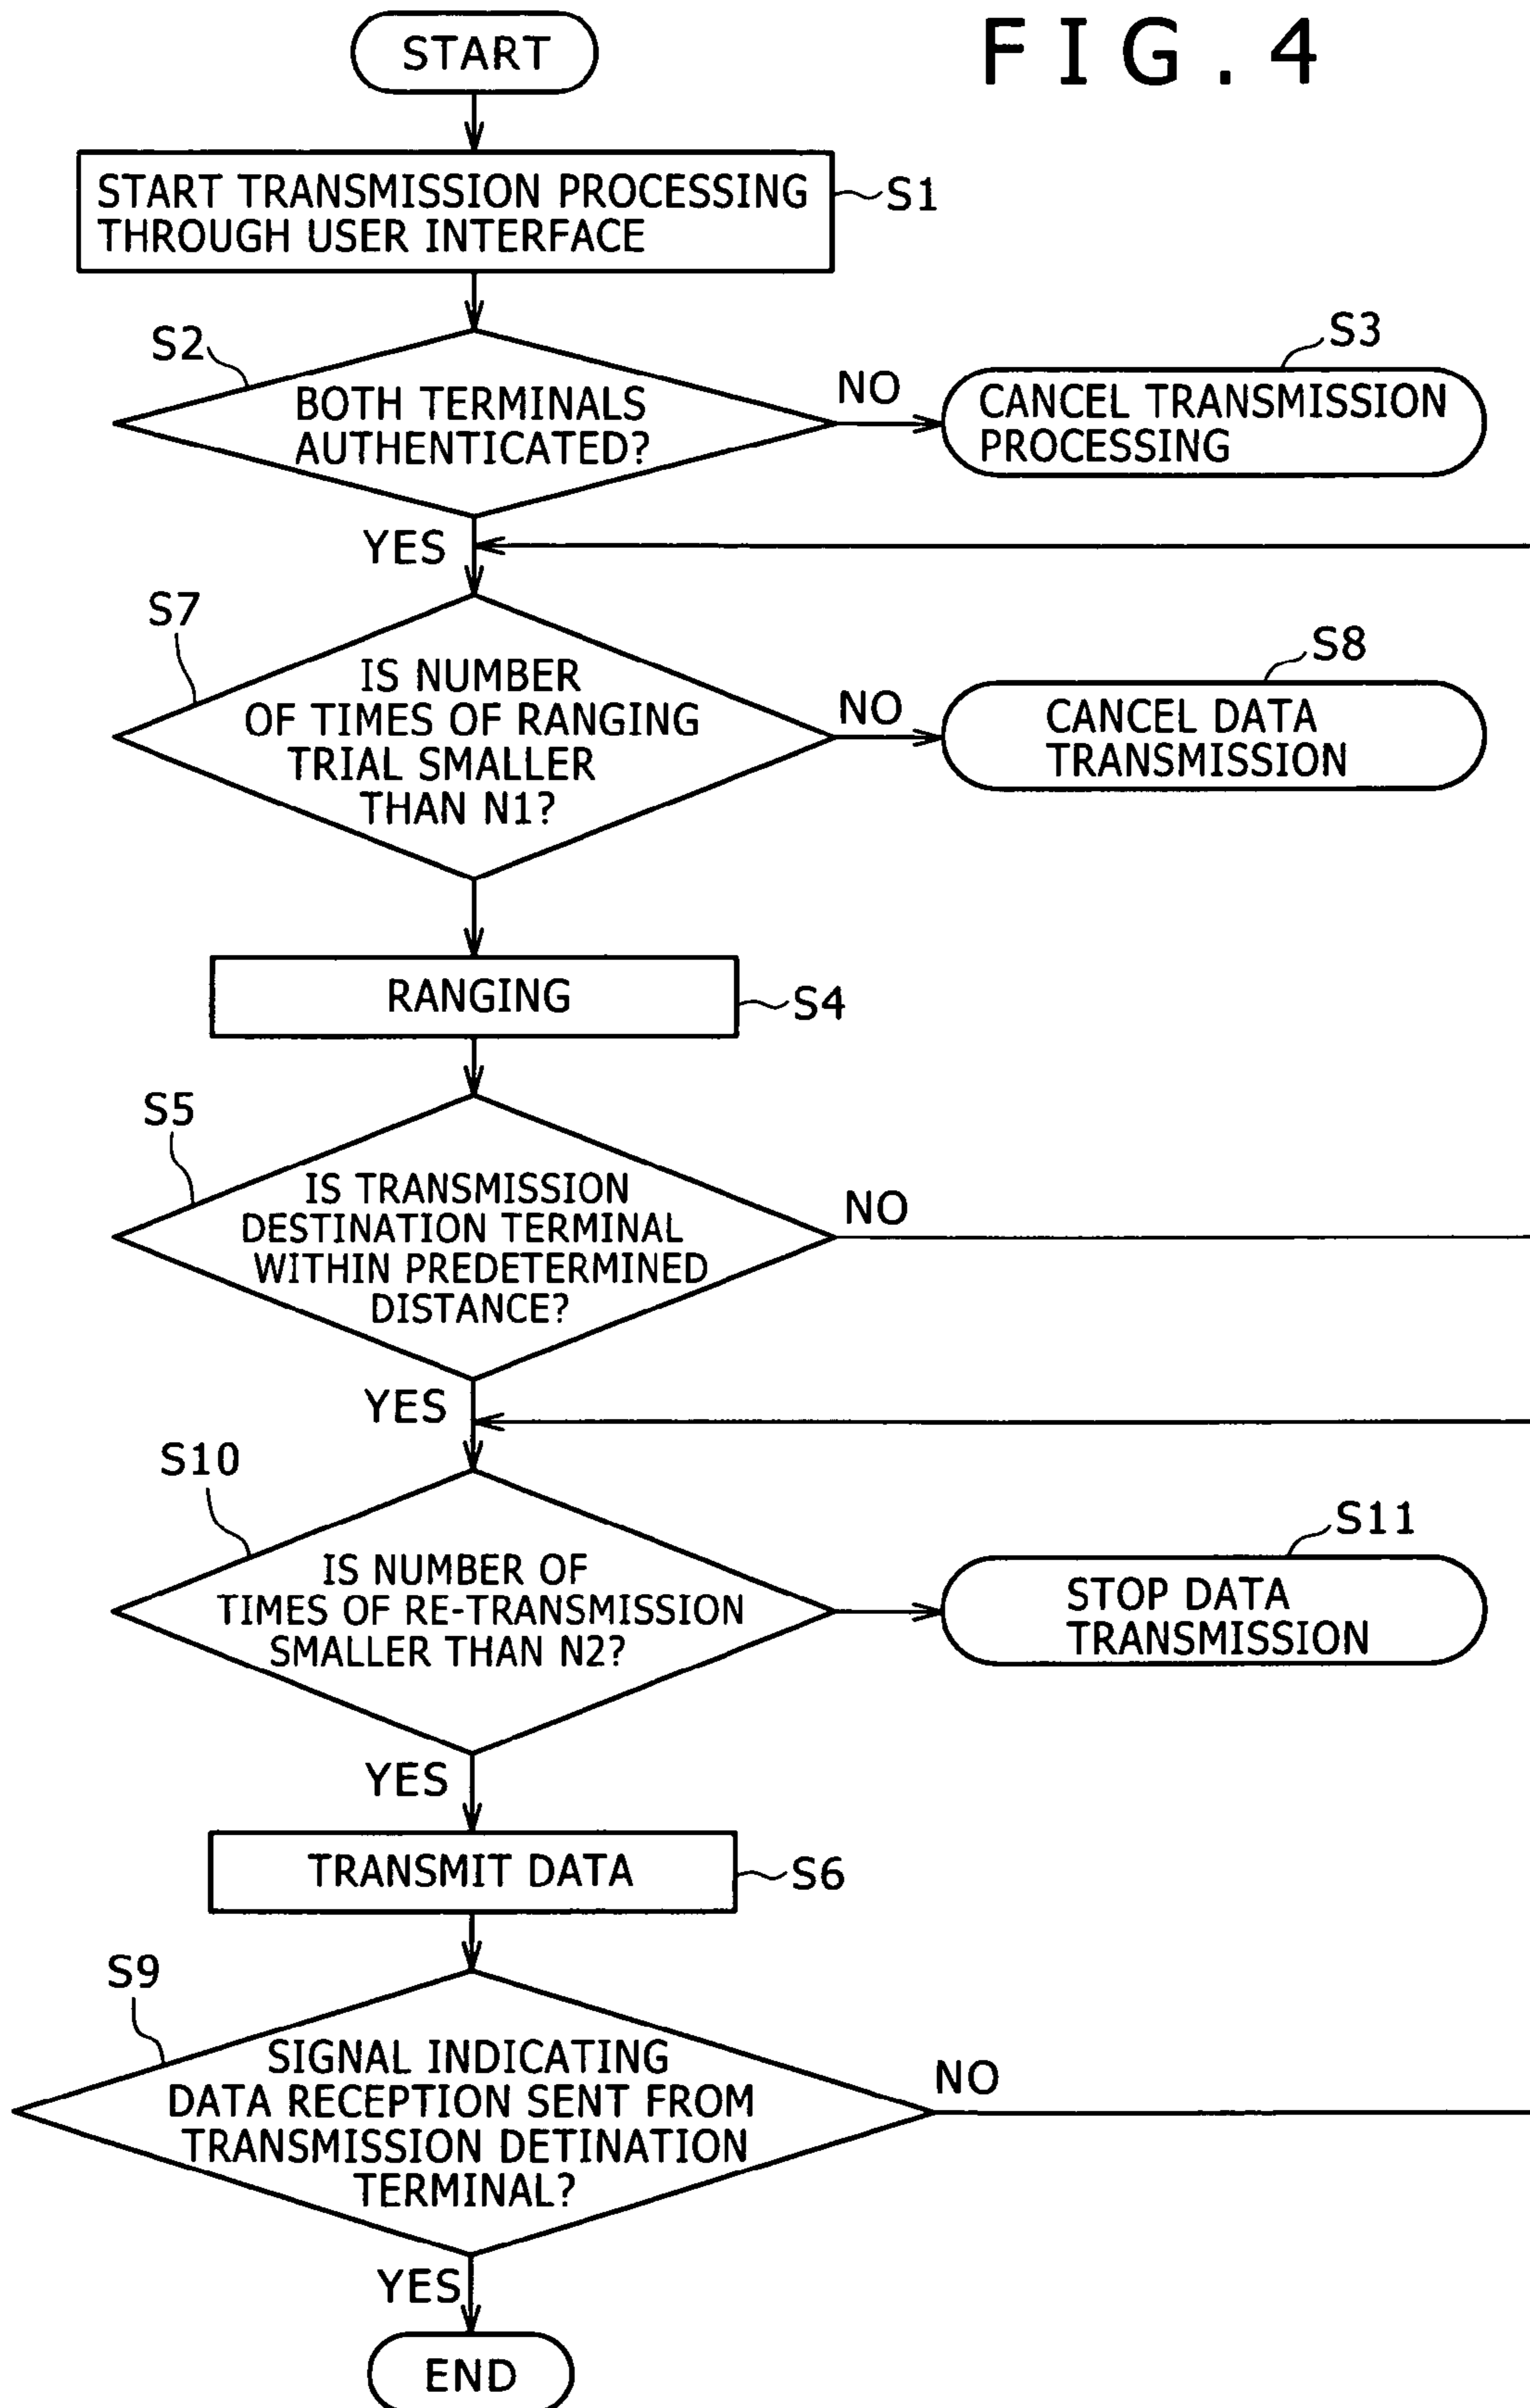 FIG.4
START
START TRANSMISSION PROCESSING
THROUGH USER INTERFACE
S1
S2
BOTH TERMINALS
AUTHENTICATED?
NO
S3
CANCEL TRANSMISSION
PROCESSING
YES
S7
IS NUMBER
OF TIMES OF RANGING
TRIAL SMALLER
THAN N1?
NO
S8
CANCEL DATA
TRANSMISSION
RANGING
S4
S5
IS TRANSMISSION
DESTINATION TERMINAL
WITHIN PREDETERMINED
DISTANCE?
NO
YES
S10
IS NUMBER OF
TIMES OF RE-TRANSMISSION
SMALLER THAN N2?
S11
STOP DATA
TRANSMISSION
YES
TRANSMIT DATA
S6
S9
SIGNAL INDICATING
DATA RECEPTION SENT FROM
TRANSMISSION DETINATION
TERMINAL?
NO
YES
END